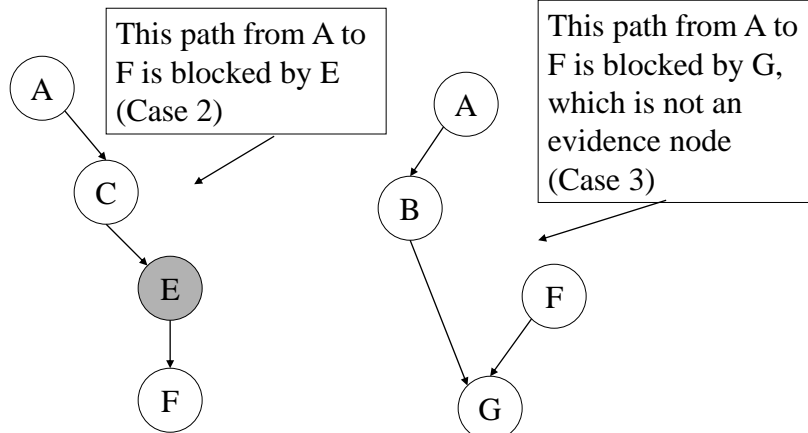 This path from A to
F is blocked by E
(Case 2)
This path from A to
F is blocked by G,
which is not an
evidence node
(Case 3)
A
C
E
F
A
B
F
G